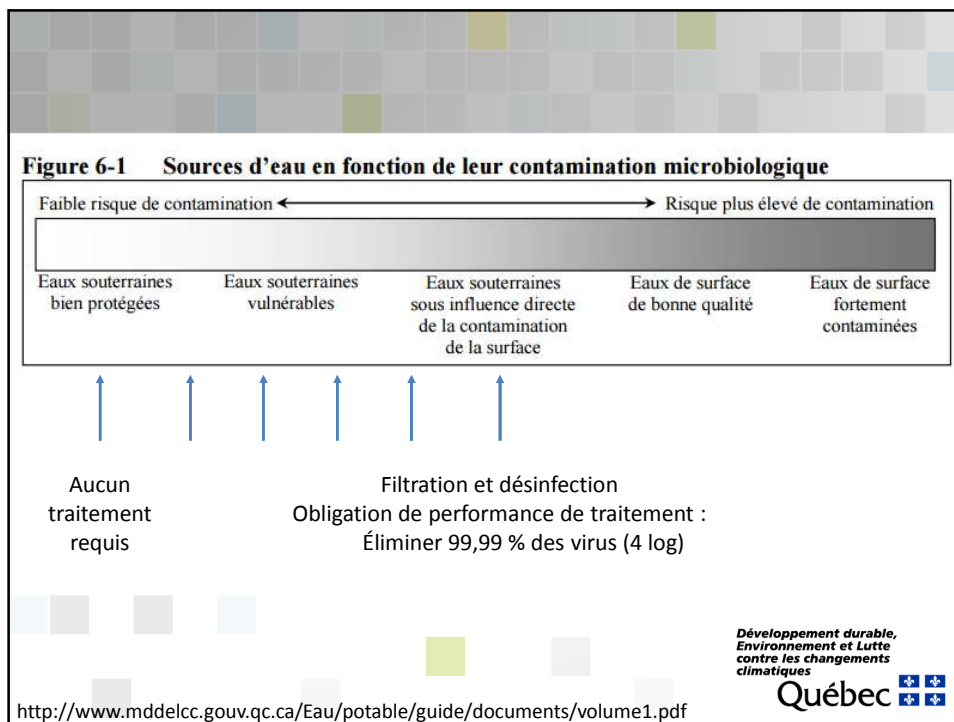 Figure 6-1 Sources d'eau en fonction de leur contamination microbiologique
Faible risque de contamination Risque plus élevé de contamination
Eaux souterraines
bien protégées
Eaux souterraines
vulnérables
Eaux souterraines
sous influence directe
de la contamination
de la surface
Eaux de surface
de bonne qualité
Eaux de surface
fortement
contaminées
Aucun
traitement
requis
Filtration et désinfection
Obligation de performance de traitement :
Éliminer 99,99 % des virus (4 log)
Développement durable,
Environnement et Lutte
contre les changements
climatiques
Québec
http://www.mddelcc.gouv.qc.ca/Eau/potable/guide/documents/volume1.pdf